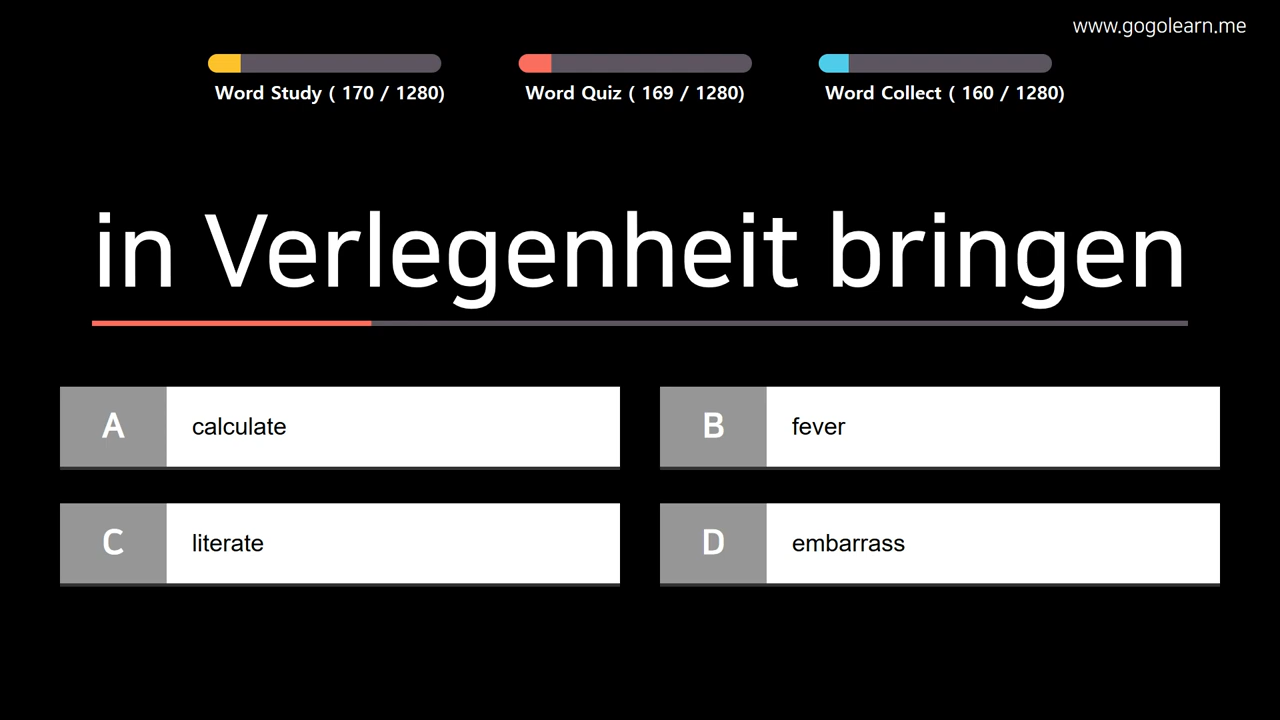 www.gogolearn.me
Word Study ( 170 / 1280)
Word Quiz ( 169 / 1280)
Word Collect ( 160 / 1280)
in Verlegenheit bringen
A calculate
B fever
C literate
D embarrass